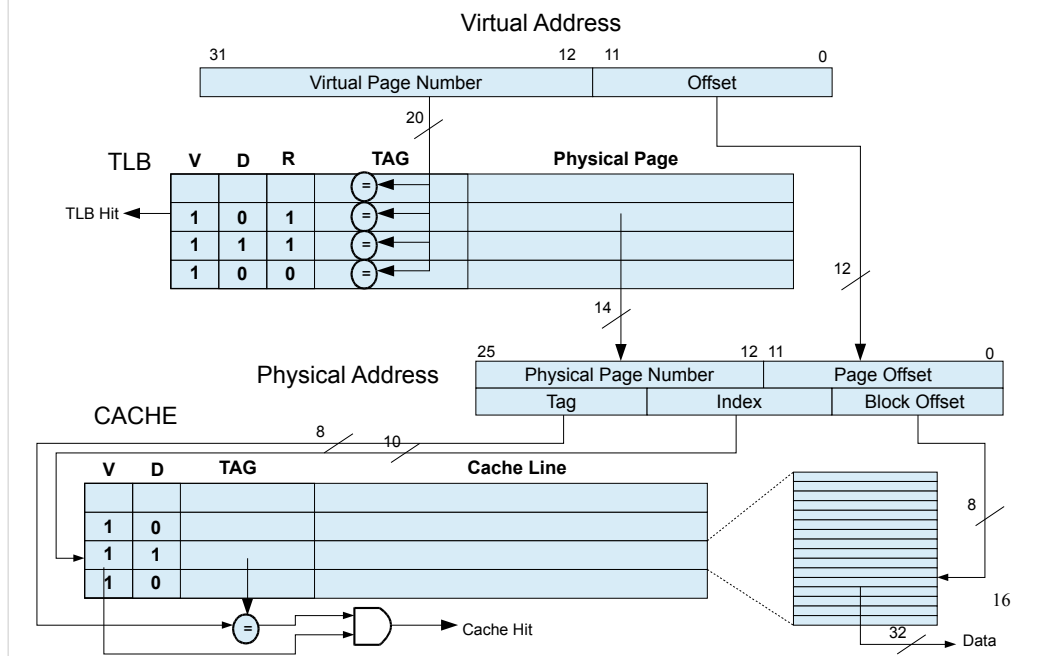 Virtual Address
31 12 11 0
Virtual Page Number Offset
20
TLB V D R TAG Physical Page
=
TLB Hit 1 0 1 =
1 1 1 =
1 0 0 =
12
14
25 12 11 0
Physical Address Physical Page Number Page Offset
Tag Index Block Offset
CACHE
8 10
V D TAG Cache Line
1 0
8
1 1
1 0
16
= Cache Hit
32 Data